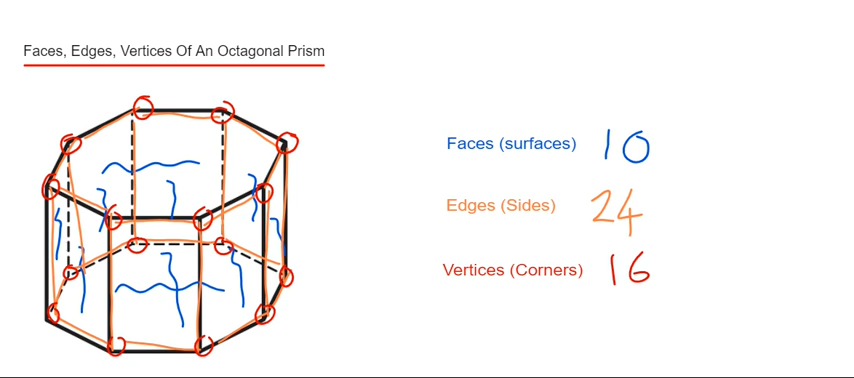 Faces, Edges, Vertices Of An Octagonal Prism
Faces (surfaces) 10
Edges (Sides) 24
Vertices (Corners) 16